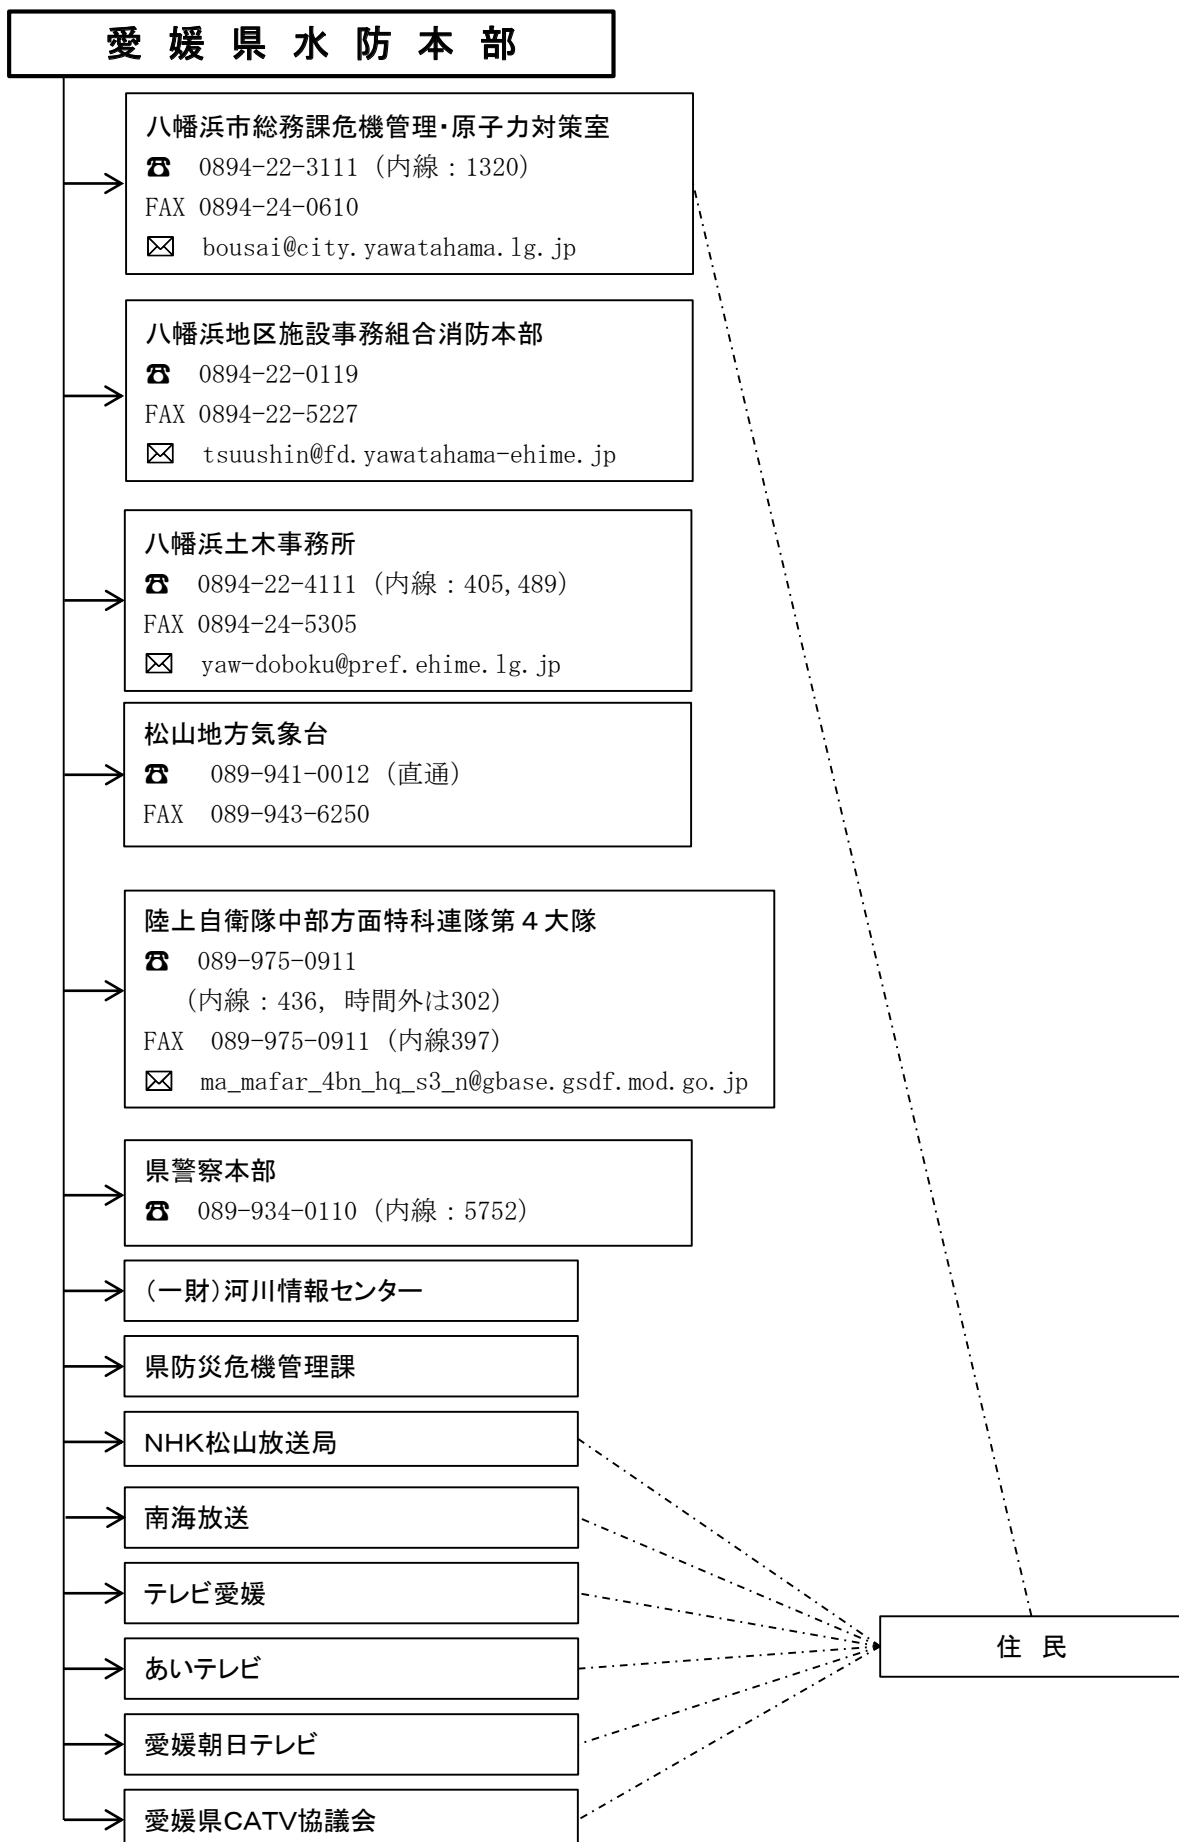 愛媛県水防本部
八幡浜市総務課危機管理・原子力対策室
☎ 0894-22-3111（内線：1320）
FAX 0894-24-0610
✉ bousai@city.yawatahama.lg.jp
八幡浜地区施設事務組合消防本部
☎ 0894-22-0119
FAX 0894-22-5227
✉ tsuushin@fd.yawatahama-ehime.jp
八幡浜土木事務所
☎ 0894-22-4111（内線：405,489）
FAX 0894-24-5305
✉ yaw-doboku@pref.ehime.lg.jp
松山地方気象台
☎ 089-941-0012（直通）
FAX 089-943-6250
陸上自衛隊中部方面特科連隊第４大隊
☎ 089-975-0911
（内線：436，時間外は302）
FAX 089-975-0911（内線397）
✉ ma_mafar_4bn_hq_s3_n@gbase.gsdf.mod.go.jp
県警察本部
☎ 089-934-0110（内線：5752）
（一財）河川情報センター
県防災危機管理課
NHK松山放送局
南海放送
テレビ愛媛
住民
あいテレビ
愛媛朝日テレビ
愛媛県CATV協議会